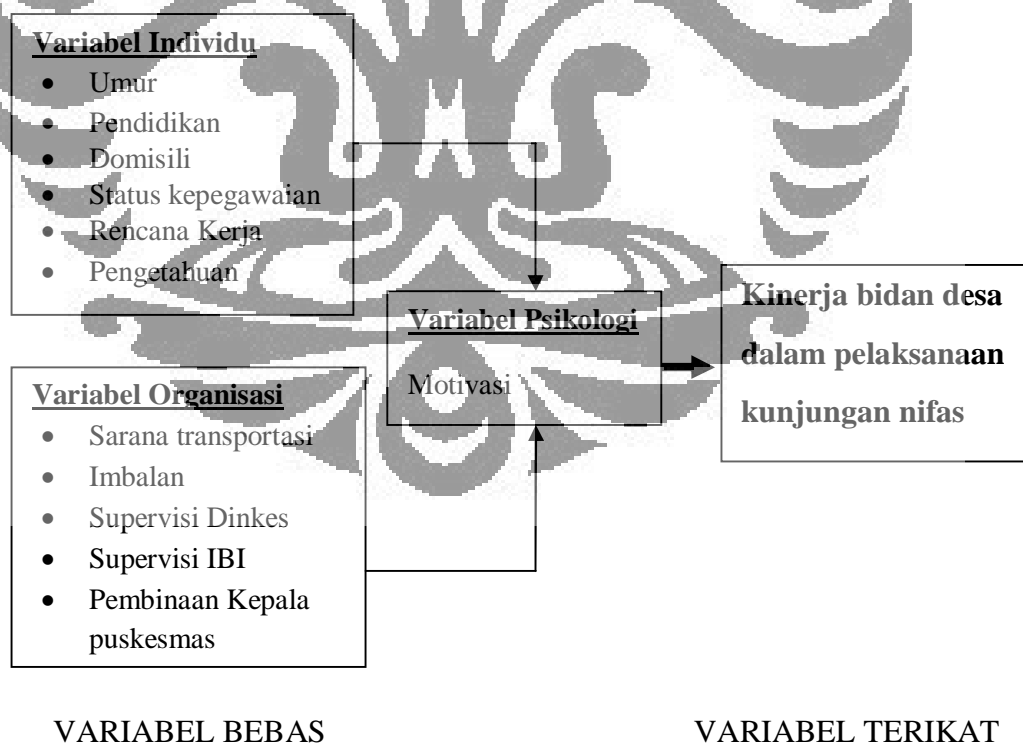 Variabel Individu
• Umur
• Pendidikan
• Domisili
• Status kepegawaian
• Rencana Kerja
• Pengetahuan
Variabel Organisasi
• Sarana transportasi
• Imbalan
• Supervisi Dinkes
• Supervisi IBI
• Pembinaan Kepala
puskesmas
Variabel Psikologi
Motivasi
Kinerja bidan desa
dalam pelaksanaan
kunjungan nifas
VARIABEL BEBAS
VARIABEL TERIKAT